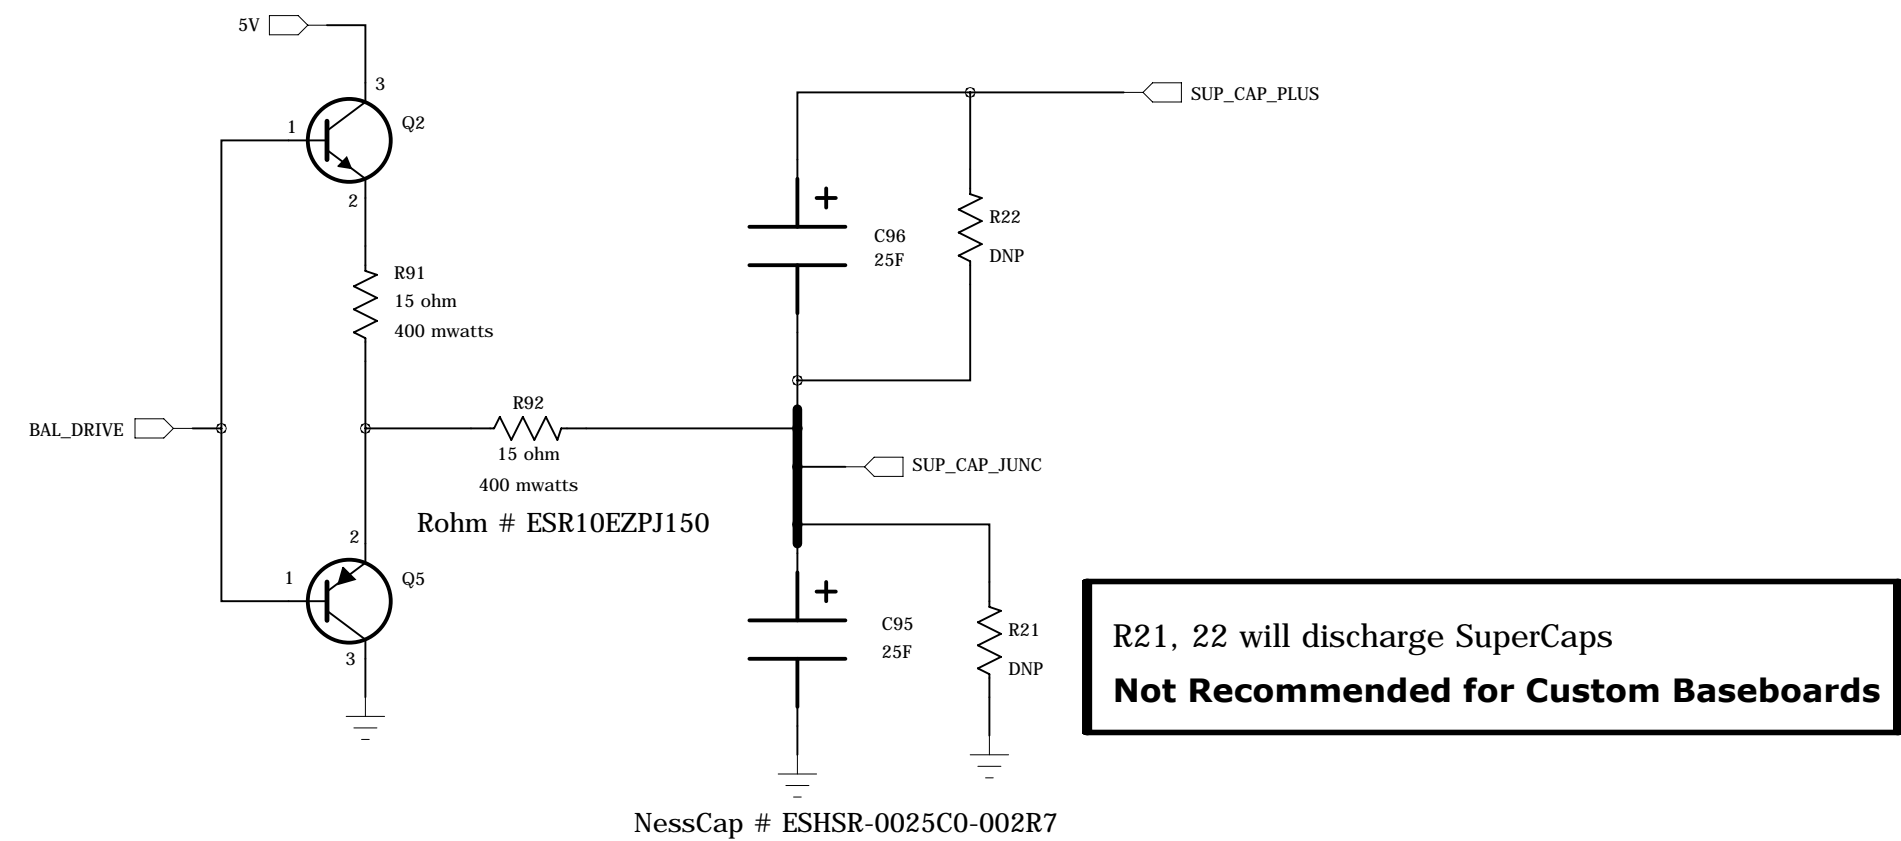 5V
3
1
Q2
2
SUP_CAP_PLUS
C96
25F
R22
DNP
R91
15 ohm
400 mwatts
BAL_DRIVE
R92
15 ohm
400 mwatts
Rohm # ESR10EZPJ150
SUP_CAP_JUNC
2
1
Q5
3
C95
25F
R21
DNP
R21, 22 will discharge SuperCaps
Not Recommended for Custom Baseboards
NessCap # ESHSR-0025C0-002R7